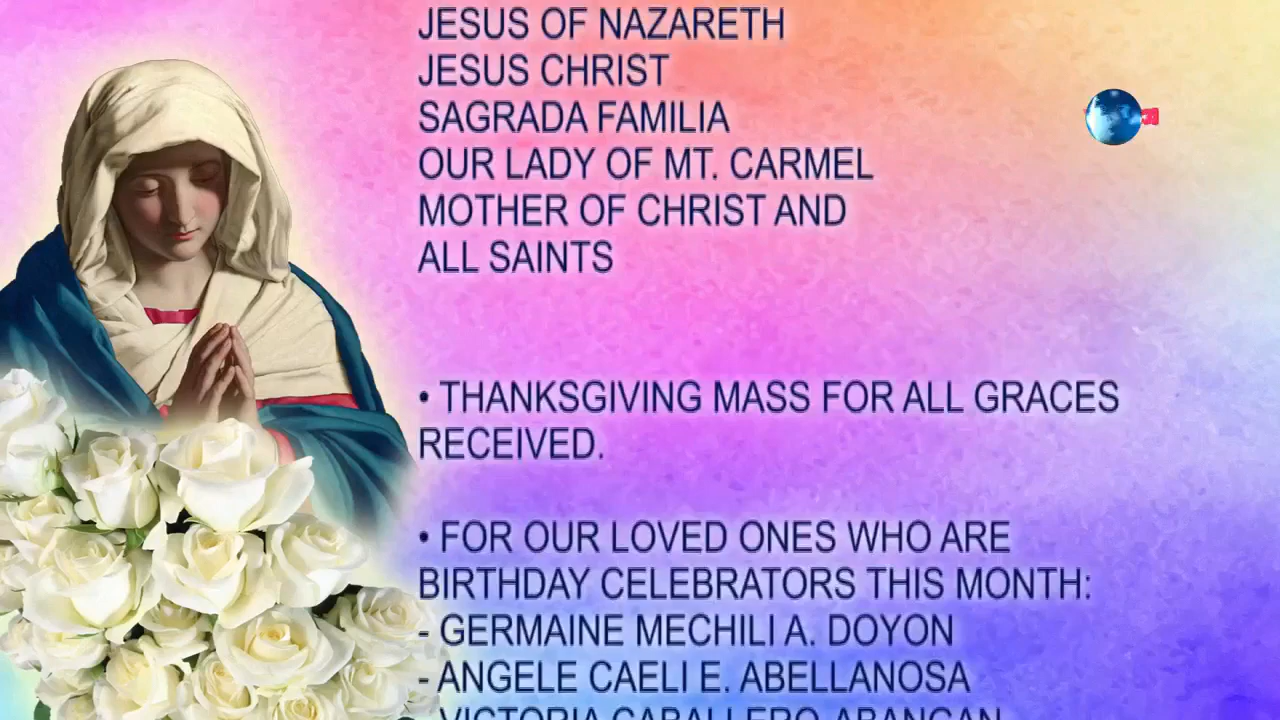 JESUS OF NAZARETH
JESUS CHRIST
SAGRADA FAMILIA
OUR LADY OF MT. CARMEL
MOTHER OF CHRIST AND
ALL SAINTS
• THANKSGIVING MASS FOR ALL GRACES
RECEIVED.
• FOR OUR LOVED ONES WHO ARE
BIRTHDAY CELEBRATORS THIS MONTH:
- GERMAINE MECHILI A. DOYON
- ANGELE CAELI E. ABELLANOSA